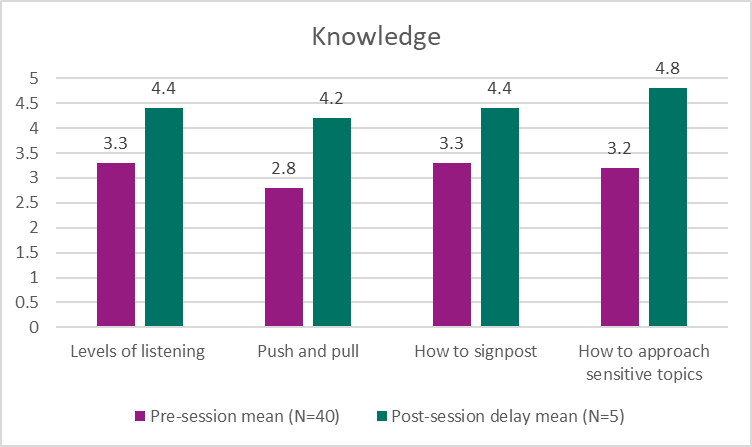 Knowledge
5
4.5
4
3.5
3
2.5
2
1.5
1
0.5
0
3.3
4.4
2.8
4.2
3.3
4.4
3.2
4.8
Levels of listening
Push and pull
How to signpost
How to approach
sensitive topics
Pre-session mean (N=40)
Post-session delay mean (N=5)